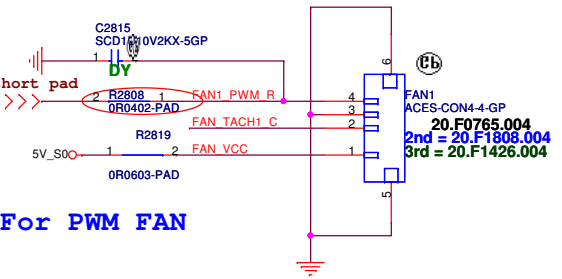 C2815
SCD1 10V2KX-5GP
1
DY
6
hort pad
2 R2808 1 FAN1_PWM_R
0R0402-PAD
4
3
2
1
FAN1
ACES-CON4-4-GP
20.F0765.004
2nd = 20.F1808.004
3rd = 20.F1426.004
FAN_TACH1_C
R2819
5V_S0 1 2 FAN_VCC
0R0603-PAD
5
For PWM FAN